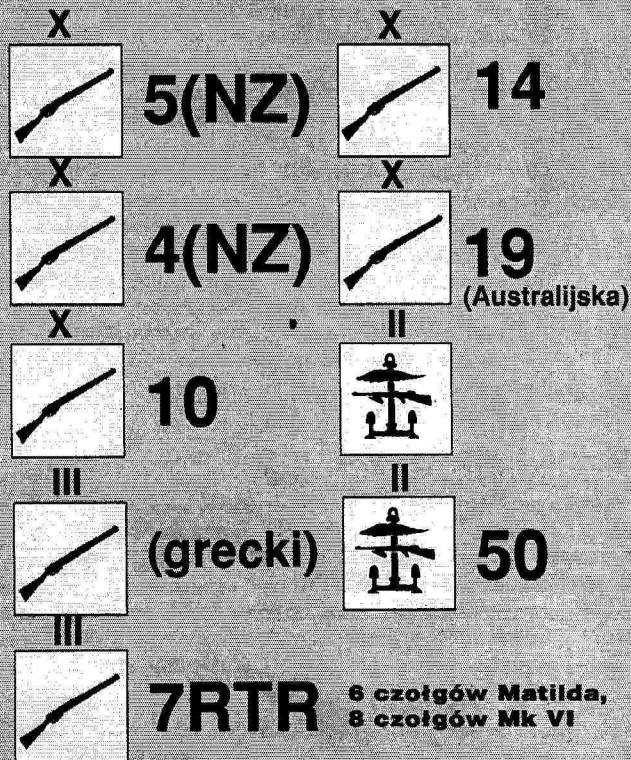 X
5(NZ)
X
14
X
4(NZ)
X
19
(Australijska)
X
10
II
III
(grecki)
II
50
III
7RTR
6 czołgów Matilda,
8 czołgów Mk VI